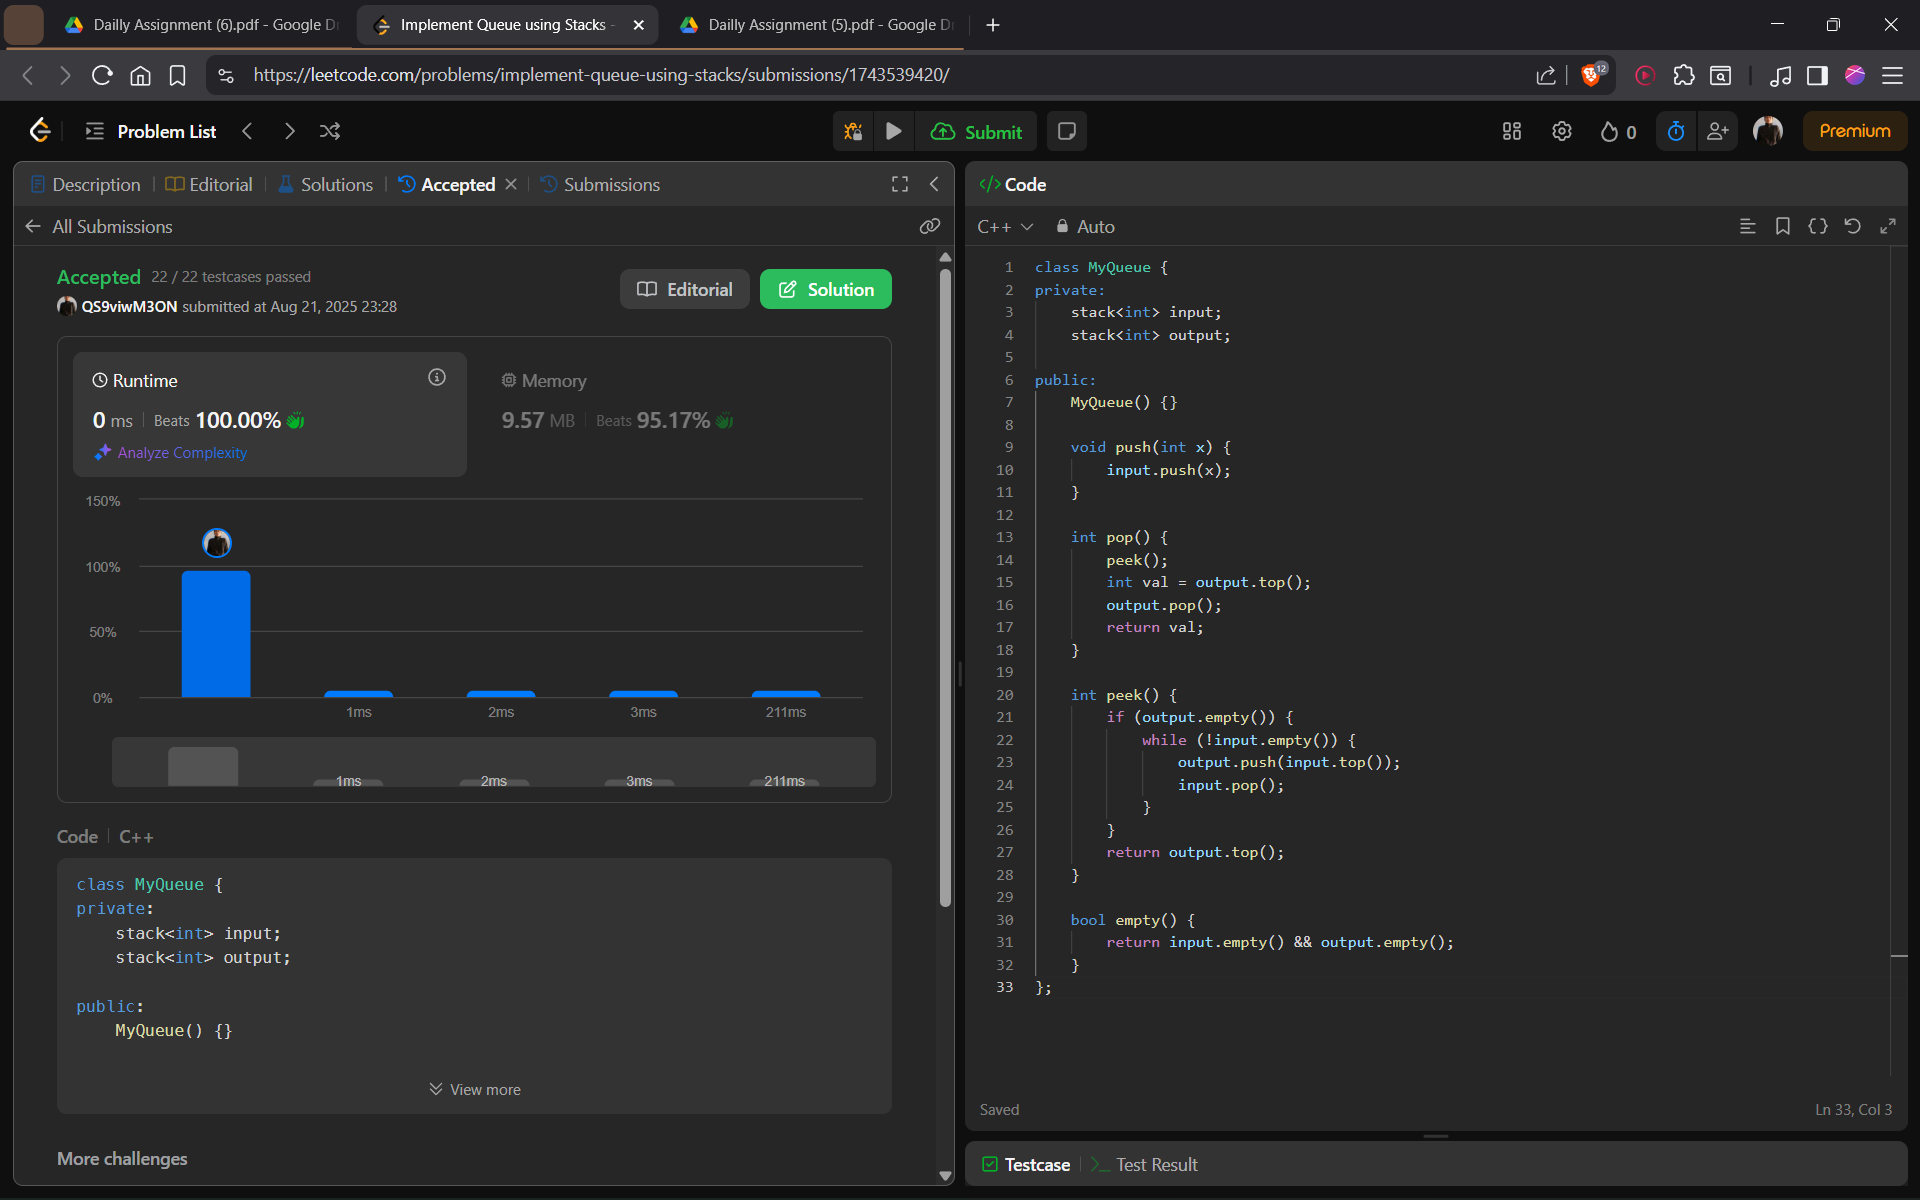 Dailly Assignment (6).pdf - Google Dr
Implement Queue using Stacks -
Dailly Assignment (5).pdf - Google Dr
https://leetcode.com/problems/implement-queue-using-stacks/submissions/1743539420/
12
Problem List
Submit
0
Premium
Description
Editorial
Solutions
Accepted
Submissions
All Submissions
Accepted 22 / 22 testcases passed
QS9viwM3ON submitted at Aug 21, 2025 23:28
Editorial
Solution
Runtime
0 ms Beats 100.00%
Analyze Complexity
Memory
9.57 MB Beats 95.17%
150%
100%
50%
0%
1ms 2ms 3ms 211ms
1ms 2ms 3ms 211ms
Code C++
class MyQueue {
private:
stack<int> input;
stack<int> output;
public:
MyQueue() {}
View more
More challenges
</> Code
C++ Auto
1 class MyQueue {
2 private:
3 stack<int> input;
4 stack<int> output;
5
6 public:
7 MyQueue() {}
8
9 void push(int x) {
10 input.push(x);
11 }
12
13 int pop() {
14 peek();
15 int val = output.top();
16 output.pop();
17 return val;
18 }
19
20 int peek() {
21 if (output.empty()) {
22 while (!input.empty()) {
23 output.push(input.top());
24 input.pop();
25 }
26 }
27 return output.top();
28 }
29
30 bool empty() {
31 return input.empty() && output.empty();
32 }
33 };
Saved
Ln 33, Col 3
Testcase
Test Result